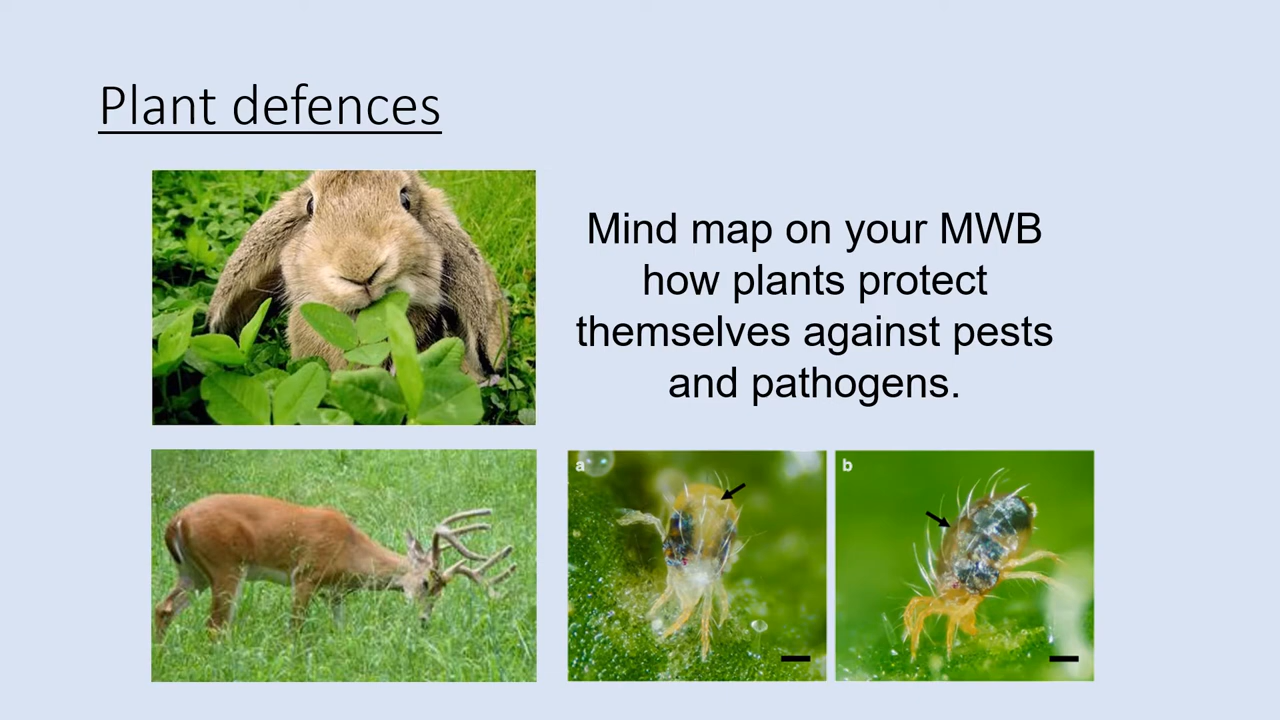 Plant defences
Mind map on your MWB
how plants protect
themselves against pests
and pathogens.
a
b